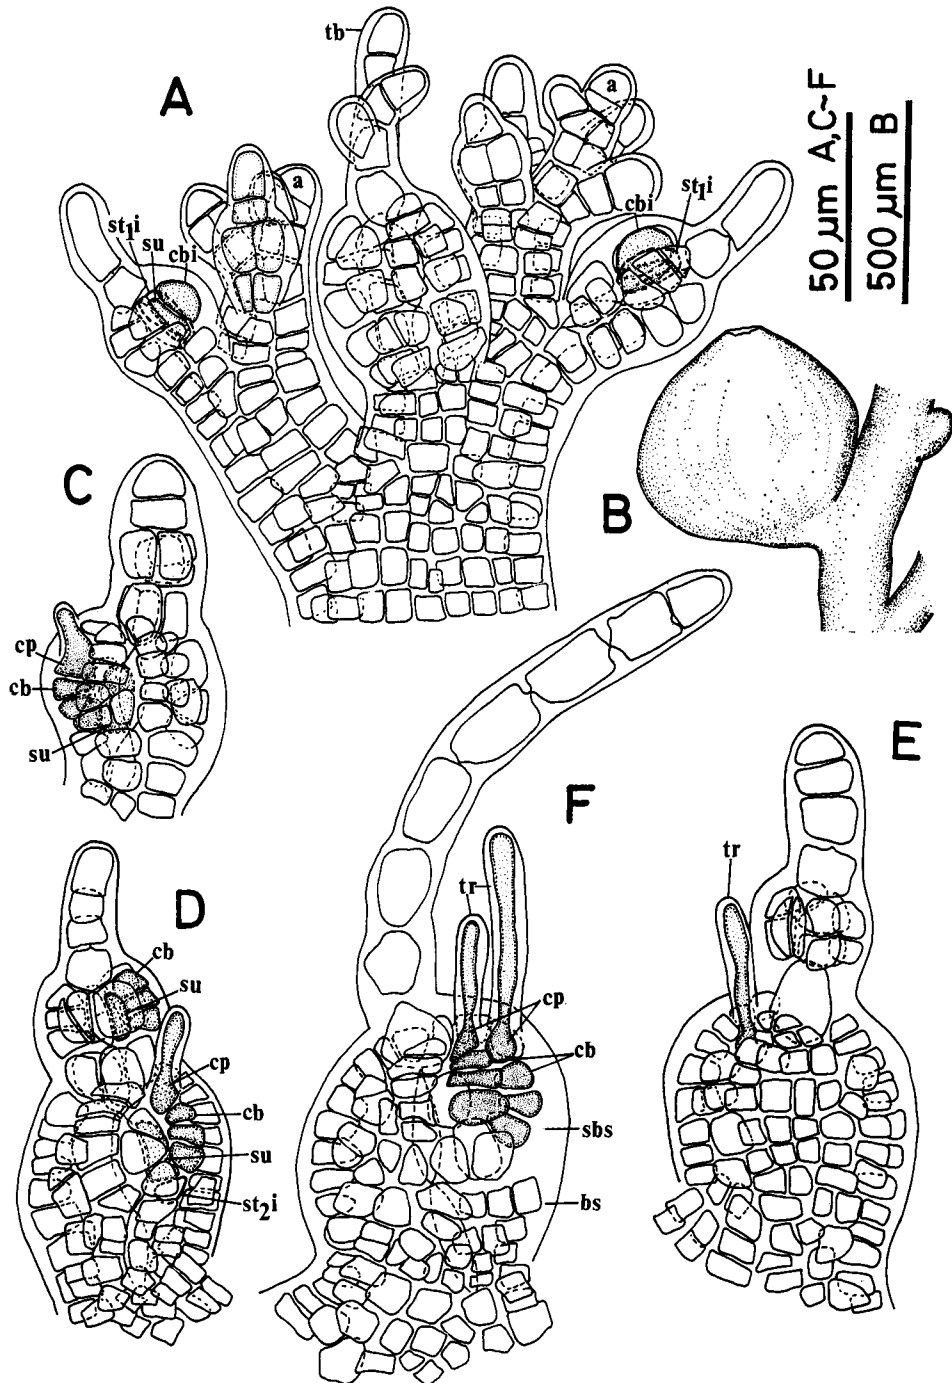 tb
A
a
a
50 µm A,C~F
500 µm B
st1i
su
cbi
cbi
st1i
C
B
cp
cb
su
E
F
tr
D
tr
cb
su
cp
cp
cb
cb
su
sbs
st2i
bs